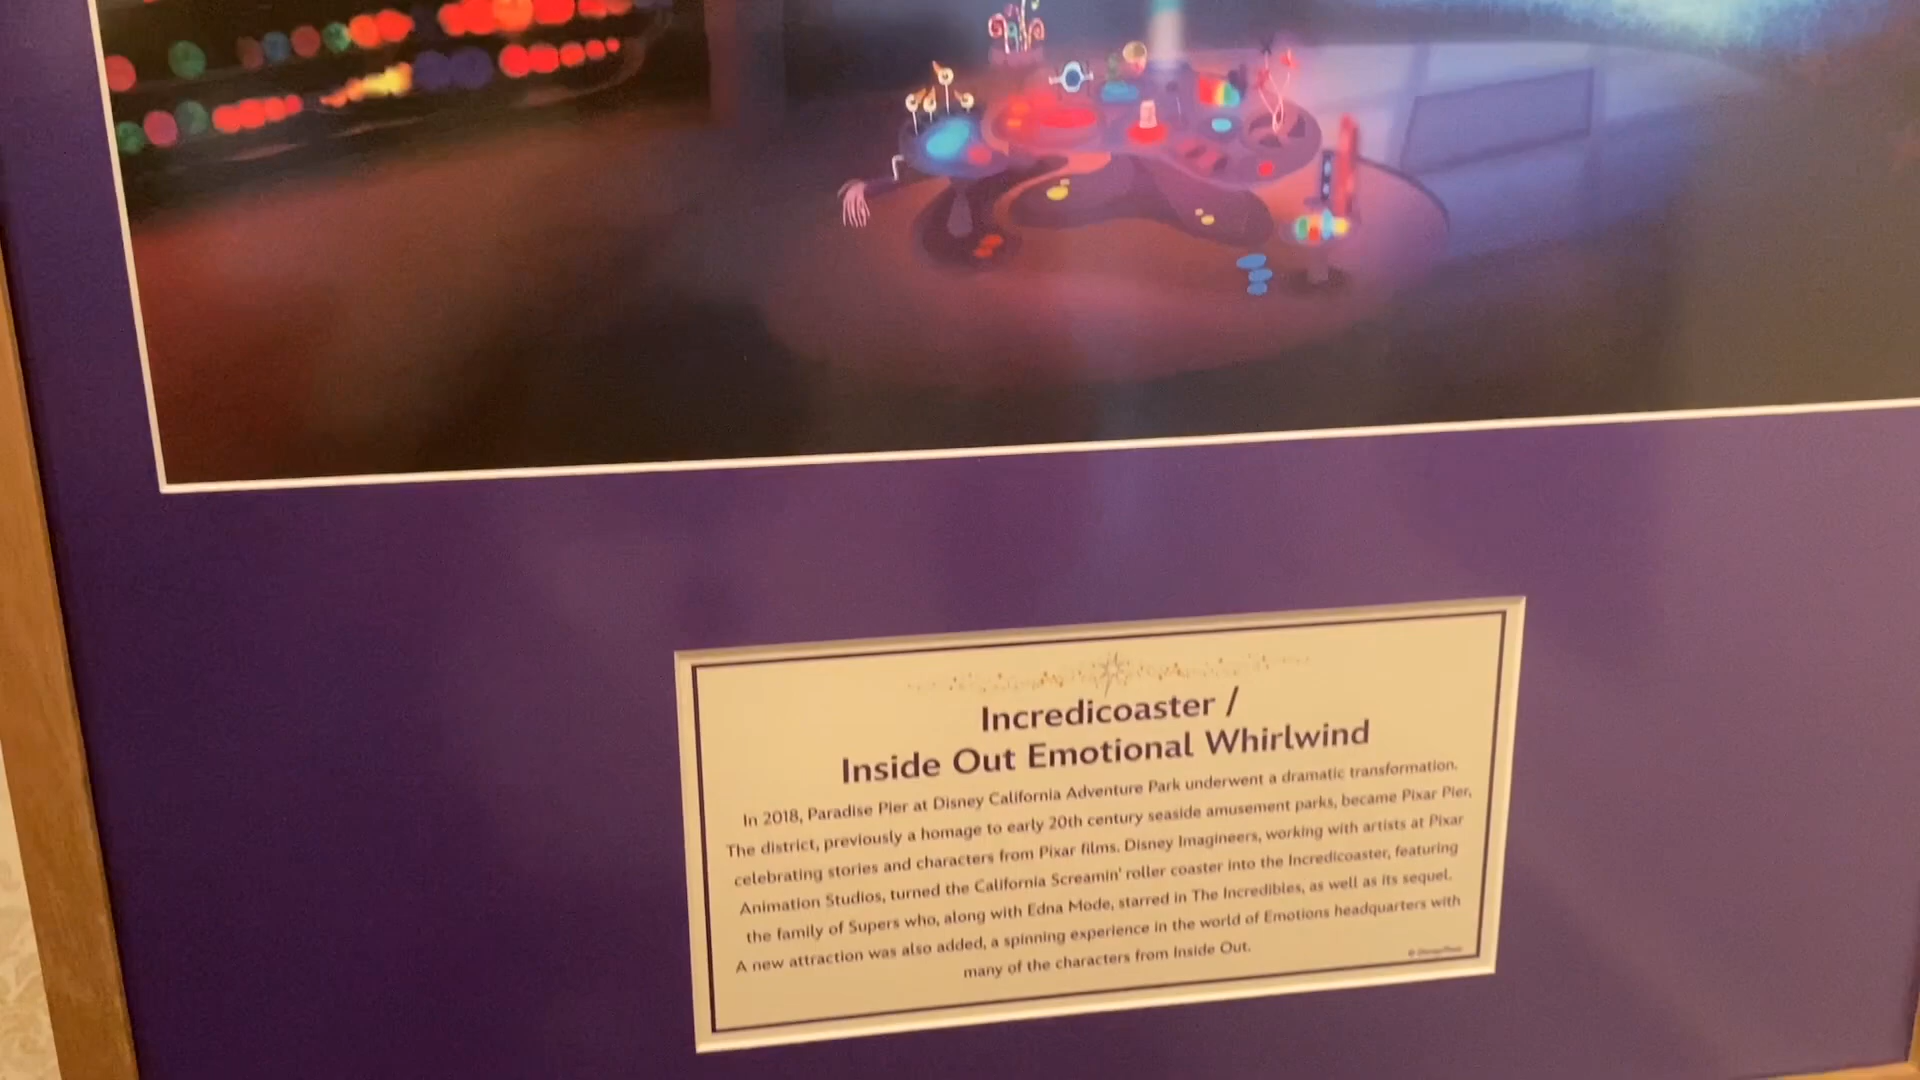 Incredicoaster /
Inside Out Emotional Whirlwind
In 2018, Paradise Pier at Disney California Adventure Park underwent a dramatic transformation.
The district, previously a homage to early 20th century seaside amusement parks, became Pixar Pier,
celebrating stories and characters from Pixar films. Disney Imagineers, working with artists at Pixar
Animation Studios, turned the California Screamin' roller coaster into the Incredicoaster, featuring
the family of Supers who, along with Edna Mode, starred in The Incredibles, as well as its sequel.
A new attraction was also added, a spinning experience in the world of Emotions headquarters with
many of the characters from Inside Out.